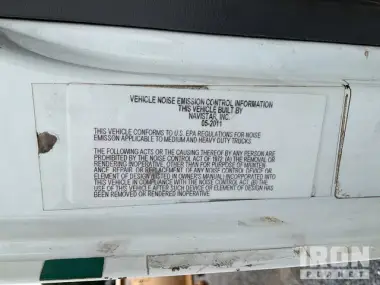 VEHICLE NOISE EMISSION CONTROL INFORMATION
THIS VEHICLE BUILT BY
NAVISTAR, INC.
05-2011
THIS VEHICLE CONFORMS TO U.S. EPA REGULATIONS FOR NOISE
EMISSION APPLICABLE TO MEDIUM AND HEAVY DUTY TRUCKS.
THE FOLLOWING ACTS OR THE CAUSING THEREOF BY ANY PERSON ARE
PROHIBITED BY THE NOISE CONTROL ACT OF 1972: (A) THE REMOVAL OR
RENDERING INOPERATIVE, OTHER THAN FOR PURPOSE OF MAINTEN-
ANCE, REPAIR, OR REPLACEMENT, OF ANY NOISE CONTROL DEVICE OR
ELEMENT OF DESIGN (LISTED IN OWNERS MANUAL) INCORPORATED INTO
THIS VEHICLE IN COMPLIANCE WITH THE NOISE CONTROL ACT; (B) THE
USE OF THIS VEHICLE AFTER SUCH DEVICE OR ELEMENT OF DESIGN HAS
BEEN REMOVED OR RENDERED INOPERATIVE.
IRON
PLANET